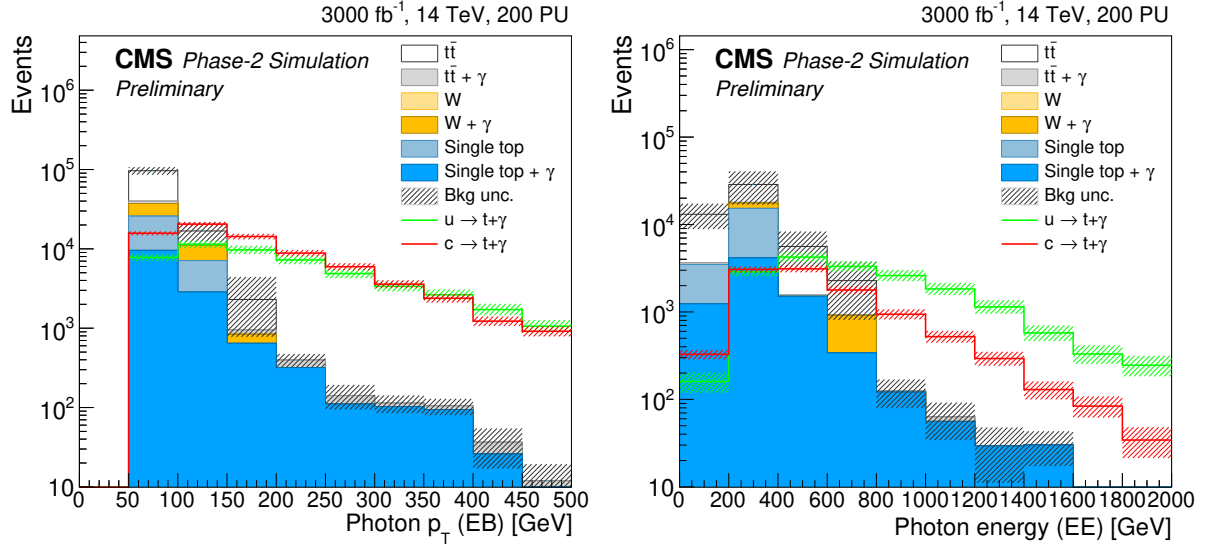 3000 fb⁻¹, 14 TeV, 200 PU
Events
CMS Phase-2 Simulation
Preliminary
tt̄
tt̄ + γ
W
W + γ
Single top
Single top + γ
Bkg unc.
u → t+γ
c → t+γ
10⁶
10⁵
10⁴
10³
10²
10
0 50 100 150 200 250 300 350 400 450 500
Photon p_T (EB) [GeV]
3000 fb⁻¹, 14 TeV, 200 PU
Events
CMS Phase-2 Simulation
Preliminary
tt̄
tt̄ + γ
W
W + γ
Single top
Single top + γ
Bkg unc.
u → t+γ
c → t+γ
10⁶
10⁵
10⁴
10³
10²
10
0 200 400 600 800 1000 1200 1400 1600 1800 2000
Photon energy (EE) [GeV]